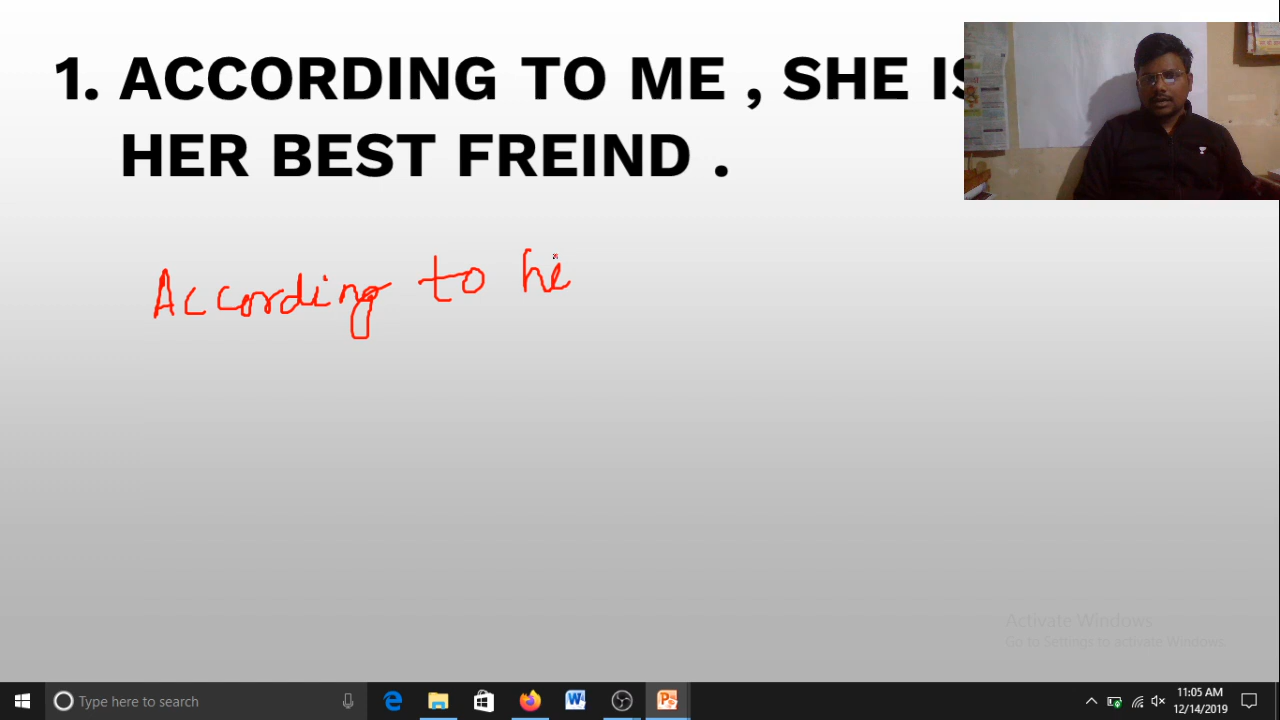 1. ACCORDING TO ME , SHE IS
HER BEST FREIND .
According to he
Activate Windows
Go to Settings to activate Windows.
Type here to search
11:05 AM
12/14/2019